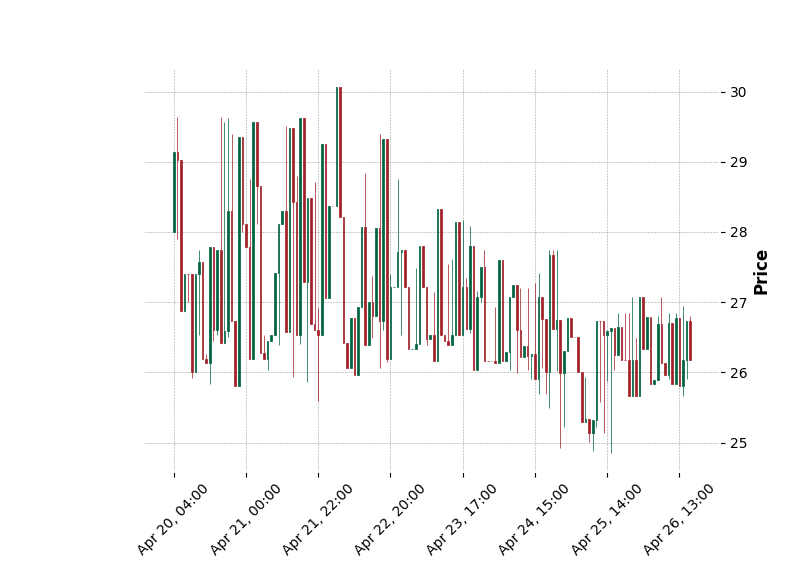 30
29
28
27
26
25
Price
Apr 20, 04:00
Apr 21, 00:00
Apr 21, 22:00
Apr 22, 20:00
Apr 23, 17:00
Apr 24, 15:00
Apr 25, 14:00
Apr 26, 13:00